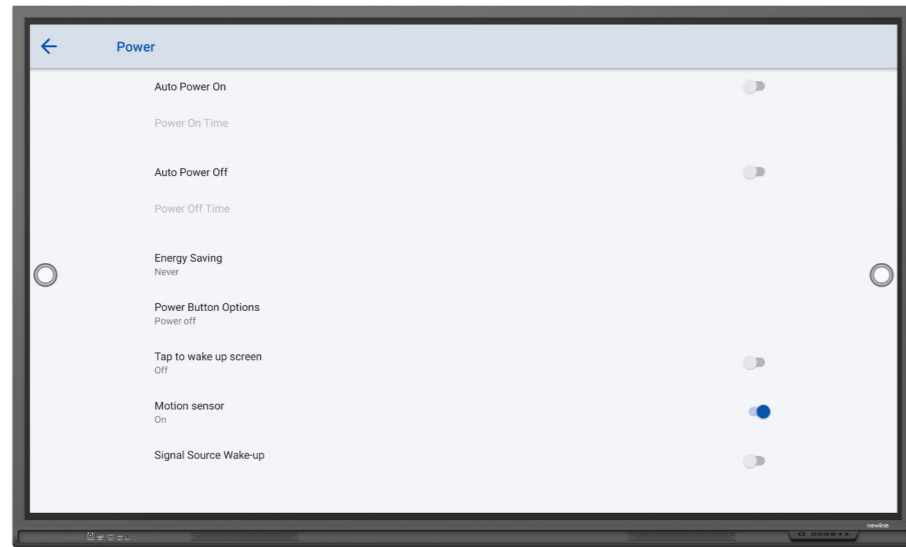 Power
Auto Power On
Power On Time
Auto Power Off
Power Off Time
Energy Saving
Never
Power Button Options
Power off
Tap to wake up screen
Off
Motion sensor
On
Signal Source Wake-up
newline